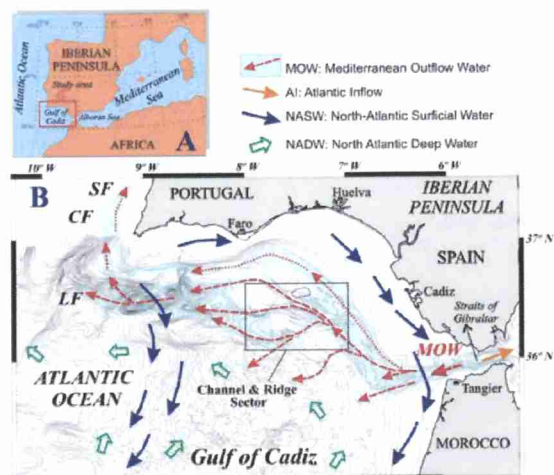 Atlantic Ocean
IBERIAN
PENINSULA
Study area
Gulf of
Cadiz
Alboran Sea
Mediterranean
Sea
AFRICA
A
MOW: Mediterranean Outflow Water
AI: Atlantic Inflow
NASW: North-Atlantic Surficial Water
NADW: North Atlantic Deep Water
10° W
9° W
8° W
7° W
6° W
B
SF
CF
LF
PORTUGAL
Faro
Huelva
IBERIAN
PENINSULA
SPAIN
37° N
Cadiz
Straits of
Gibraltar
MOW
36° N
Tangier
ATLANTIC
OCEAN
Channel & Ridge
Sector
Gulf of Cadiz
MOROCCO